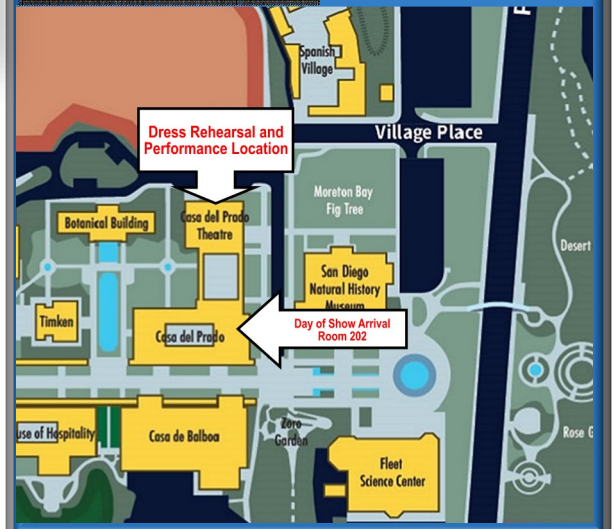 Spanish
Village
Dress Rehearsal and
Performance Location
Village Place
Moreton Bay
Fig Tree
Botanical Building
Casa del Prado
Theatre
Desert
San Diego
Natural History
Museum
Timken
Casa del Prado
Day of Show Arrival
Room 202
use of Hospitality
Casa de Balboa
Zoro
Garden
Rose G
Fleet
Science Center